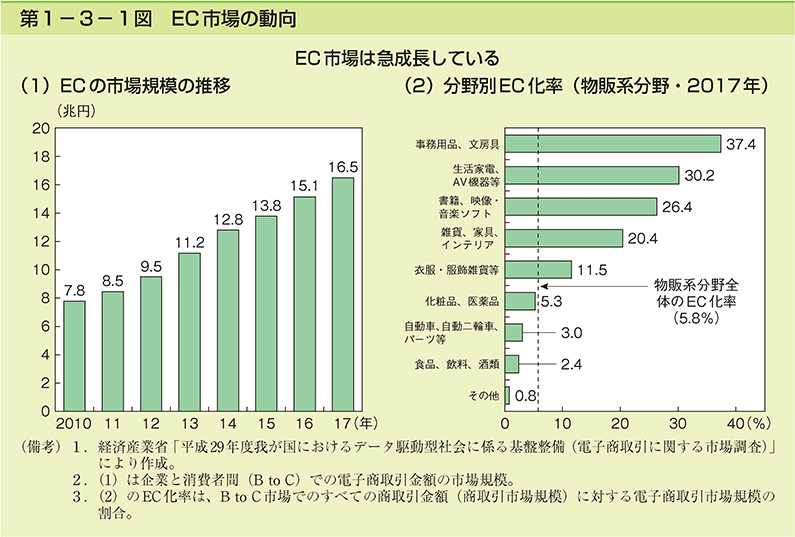 第1－3－1図　EC市場の動向
EC市場は急成長している
（1）ECの市場規模の推移
（兆円）
20
18
16
14
12
10
8
6
4
2
0
7.8
8.5
9.5
11.2
12.8
13.8
15.1
16.5
2010 11 12 13 14 15 16 17（年）
（2）分野別EC化率（物販系分野・2017年）
事務用品、文房具
37.4
生活家電、
AV機器等
30.2
書籍、映像・
音楽ソフト
26.4
雑貨、家具、
インテリア
20.4
衣服・服飾雑貨等
11.5
化粧品、医薬品
5.3
自動車、自動二輪車、
パーツ等
3.0
食品、飲料、酒類
2.4
その他
0.8
物販系分野全
体のEC化率
（5.8%）
0 10 20 30 40（%）
（備考）1．経済産業省「平成29年度我が国におけるデータ駆動型社会に係る基盤整備（電子商取引に関する市場調査）」
により作成。
2．（1）は企業と消費者間（B to C）での電子商取引金額の市場規模。
3．（2）のEC化率は、B to C市場でのすべての商取引金額（商取引市場規模）に対する電子商取引市場規模の
割合。